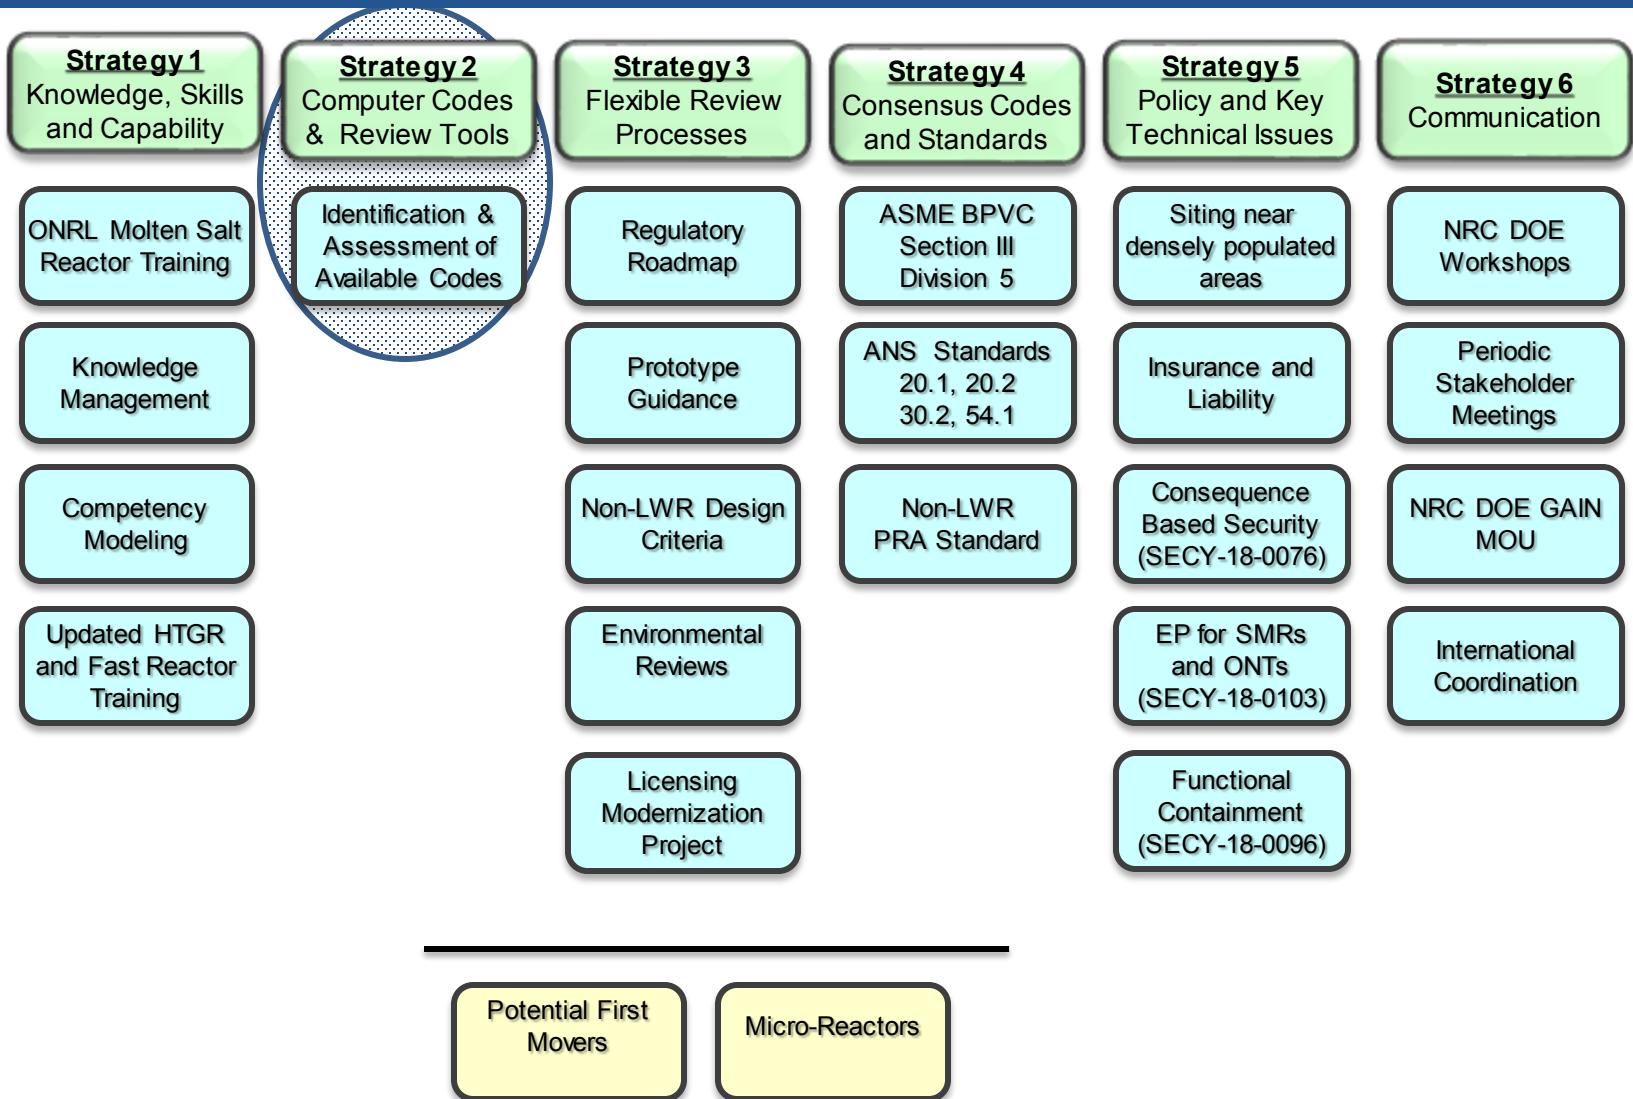 Strategy 1
Knowledge, Skills
and Capability
ONRL Molten Salt
Reactor Training
Knowledge
Management
Competency
Modeling
Updated HTGR
and Fast Reactor
Training
Strategy 2
Computer Codes
& Review Tools
Identification &
Assessment of
Available Codes
Strategy 3
Flexible Review
Processes
Regulatory
Roadmap
Prototype
Guidance
Non-LWR Design
Criteria
Environmental
Reviews
Licensing
Modernization
Project
Strategy 4
Consensus Codes
and Standards
ASME BPVC
Section III
Division 5
ANS Standards
20.1, 20.2
30.2, 54.1
Non-LWR
PRA Standard
Strategy 5
Policy and Key
Technical Issues
Siting near
densely populated
areas
Insurance and
Liability
Consequence
Based Security
(SECY-18-0076)
EP for SMRs
and ONTs
(SECY-18-0103)
Functional
Containment
(SECY-18-0096)
Strategy 6
Communication
NRC DOE
Workshops
Periodic
Stakeholder
Meetings
NRC DOE GAIN
MOU
International
Coordination
Potential First
Movers
Micro-Reactors